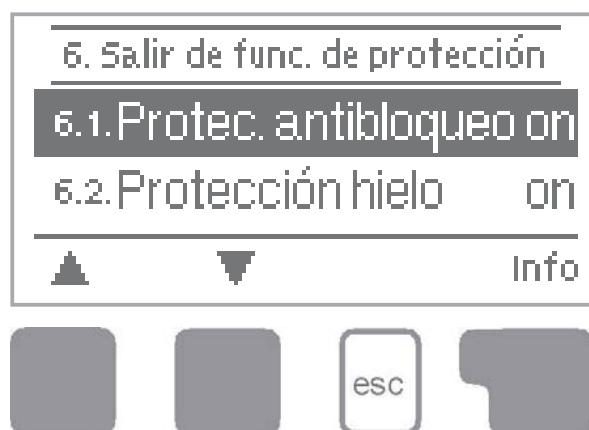 6. Salir de func. de protección
6.1. Protec. antibloqueo on
6.2. Protección hielo on
Info
esc